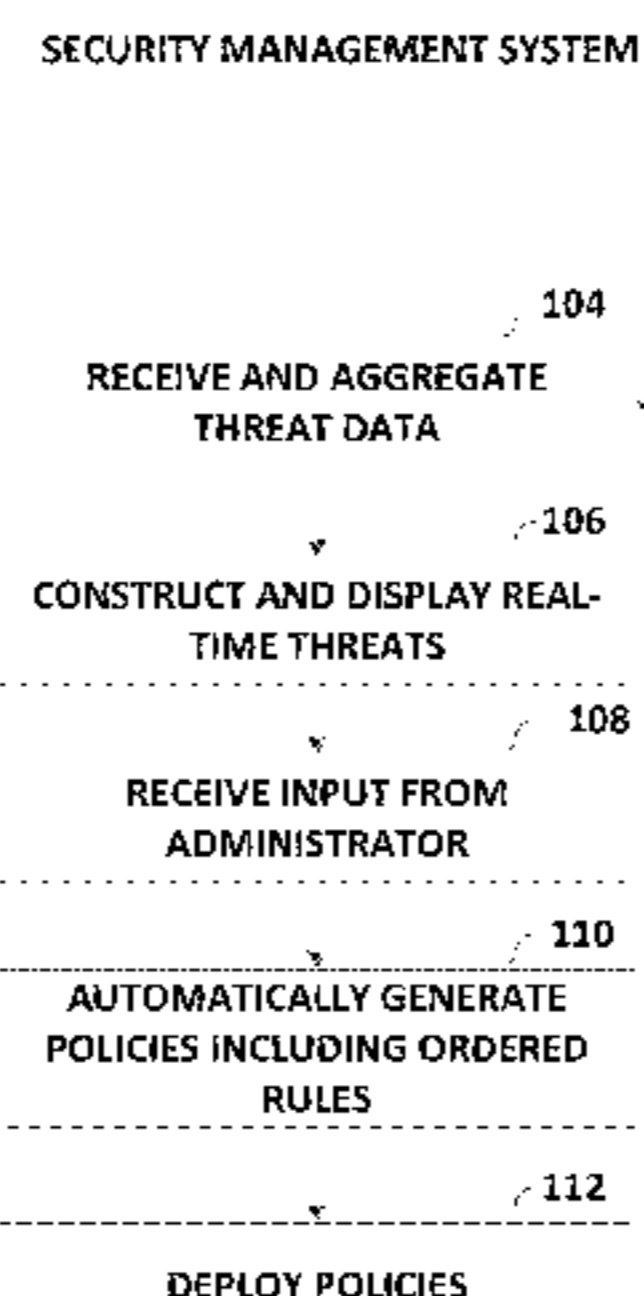 SECURITY MANAGEMENT SYSTEM
104
RECEIVE AND AGGREGATE
THREAT DATA
106
CONSTRUCT AND DISPLAY REAL-
TIME THREATS
108
RECEIVE INPUT FROM
ADMINISTRATOR
110
AUTOMATICALLY GENERATE
POLICIES INCLUDING ORDERED
RULES
112
DEPLOY POLICIES